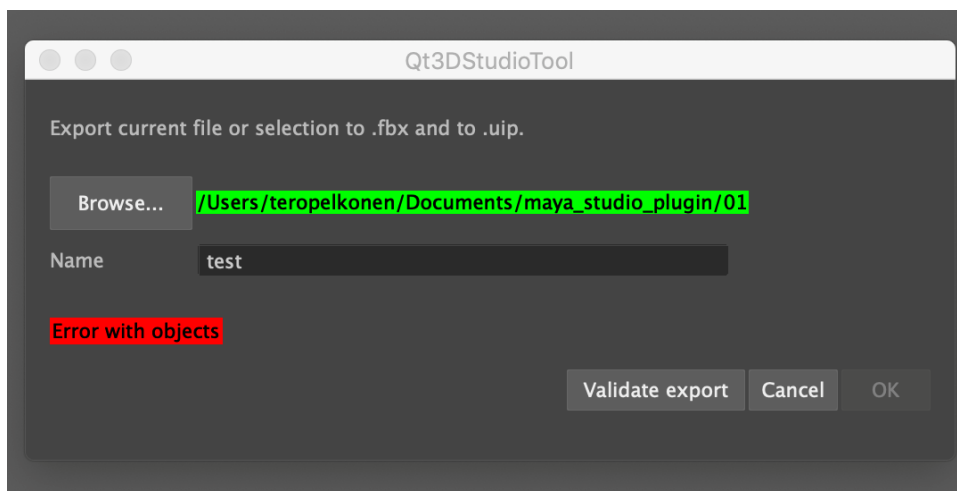 Qt3DStudioTool
Export current file or selection to .fbx and to .uip.
Browse... /Users/teropelkonen/Documents/maya_studio_plugin/01
Name test
Error with objects
Validate export Cancel OK